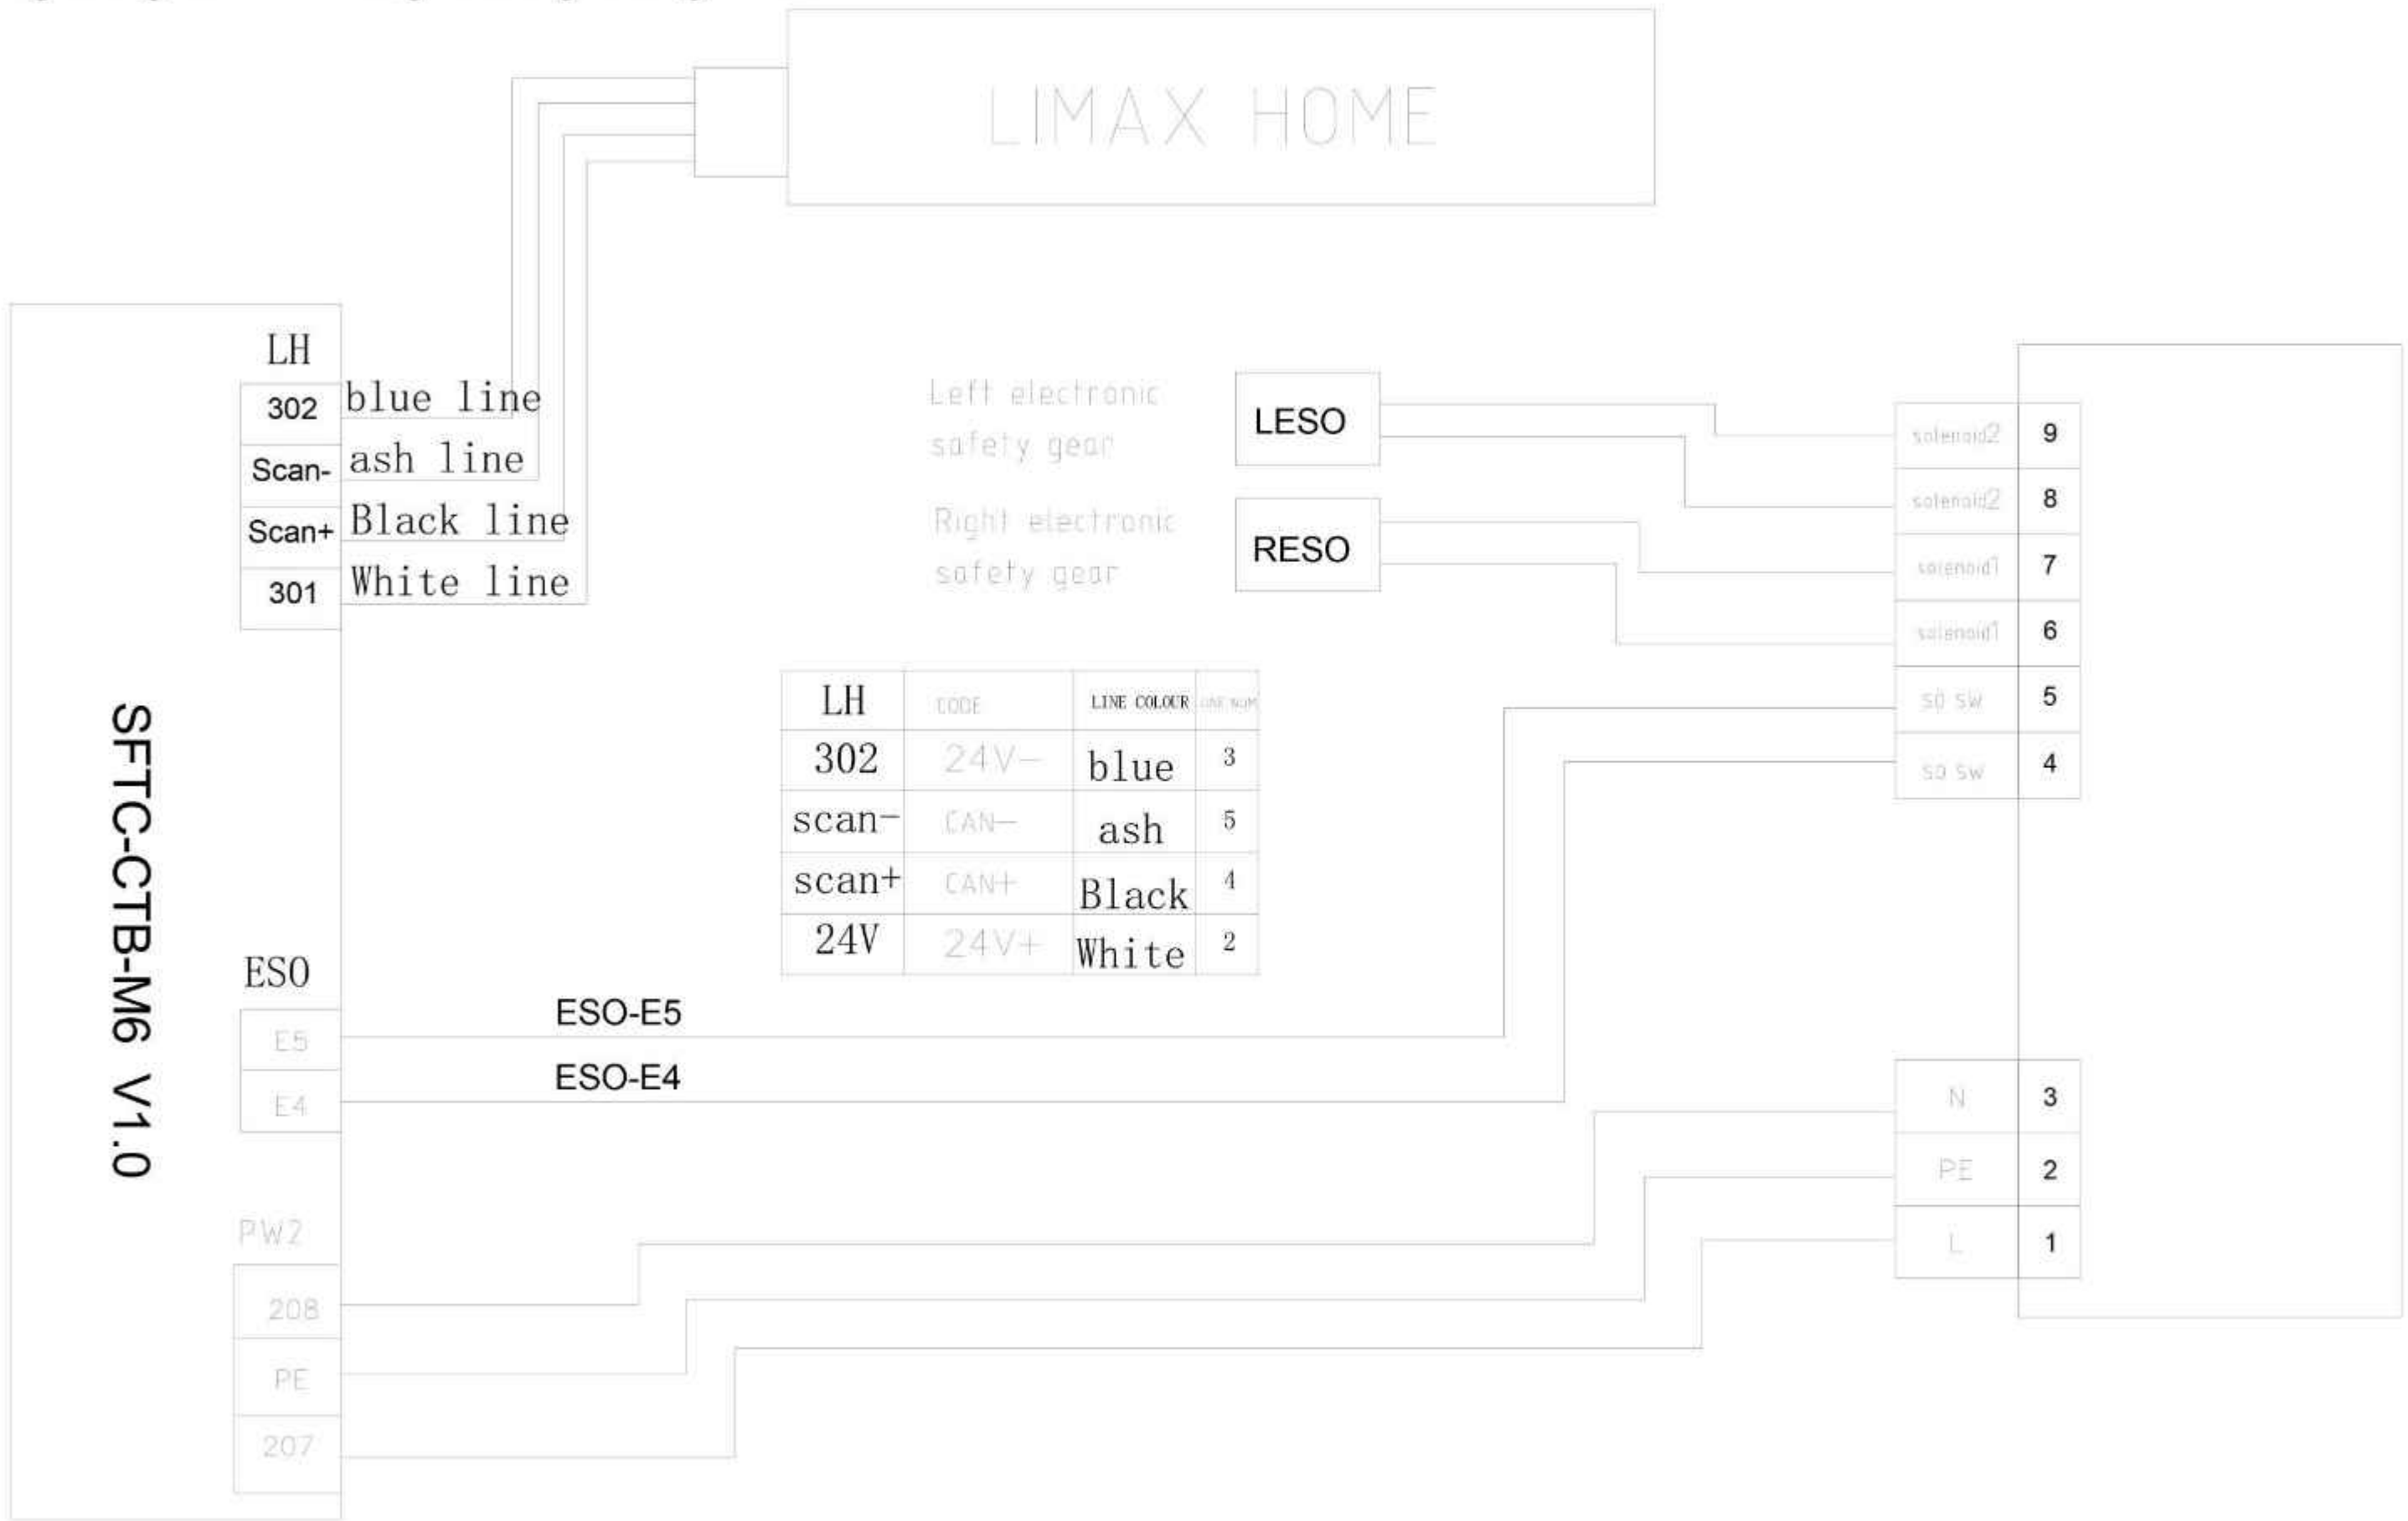 LIMAX HOME
LH
302 blue line
Scan- ash line
Scan+ Black line
301 White line
Left electronic
safety gear
LESO
Right electronic
safety gear
RESO
solenoid2 9
solenoid2 8
solenoid1 7
solenoid1 6
SO SW 5
SO SW 4
LH CODE LINE COLOUR LINE NUM
302 24V- blue 3
scan- CAN- ash 5
scan+ CAN+ Black 4
24V 24V+ White 2
SFTC-CTB-M6 V1.0
ESO
E5 ESO-E5
E4 ESO-E4
PW2
208
PE
207
N 3
PE 2
L 1